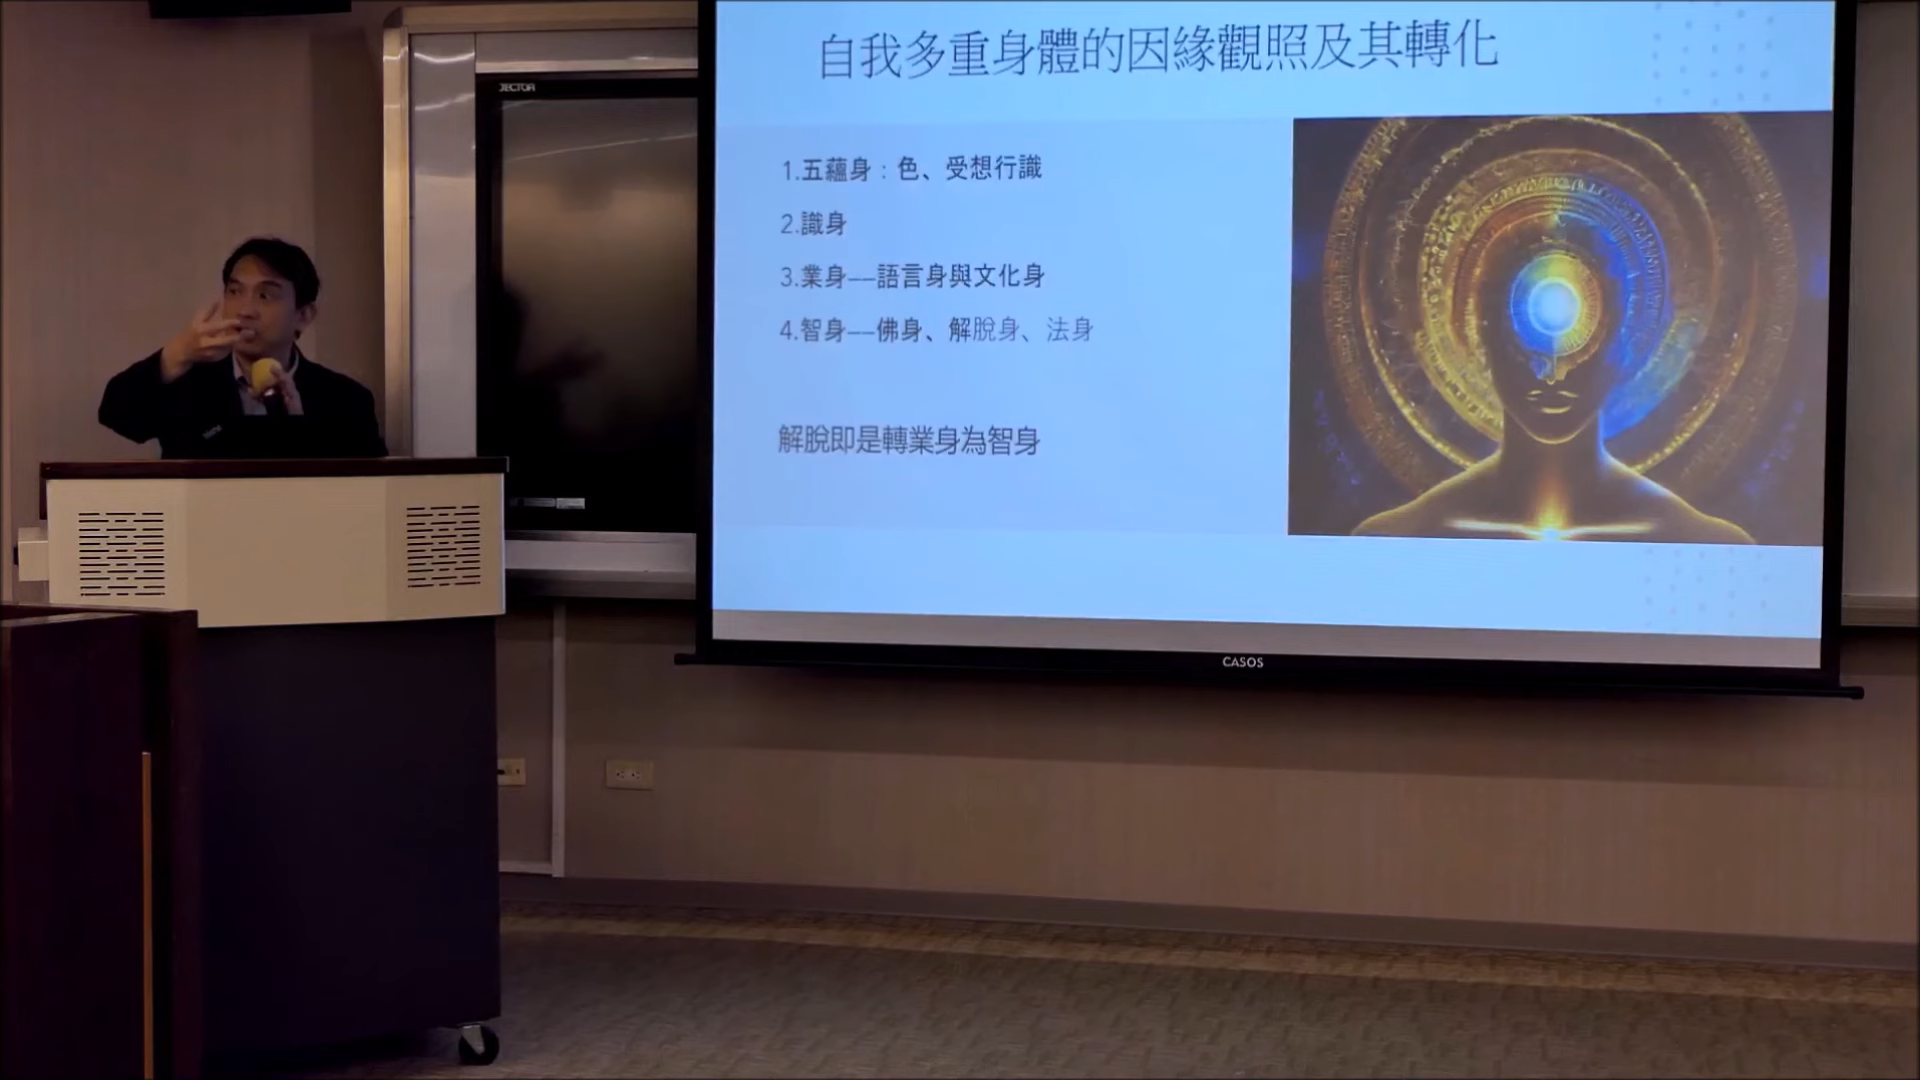 JECTOR
自我多重身體的因緣觀照及其轉化
1.五蘊身：色、受想行識
2.識身
3.業身——語言身與文化身
4.智身——佛身、解脫身、法身
解脫即是轉業身為智身
CASOS